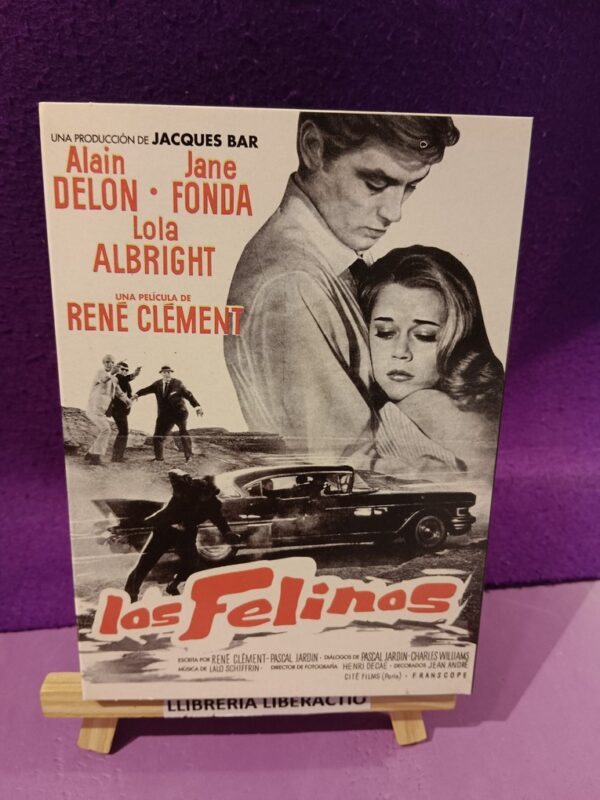 UNA PRODUCCIÓN DE JACQUES BAR
Alain Jane
DELON · FONDA
Lola
ALBRIGHT
UNA PELÍCULA DE
RENÉ CLÉMENT
los Felinos
ESCRITA POR RENÉ CLEMENT-PASCAL JARDIN · DIÁLOGOS DE PASCAL JARDIN-CHARLES WILLIAMS
MÚSICA DE LALO SCHIFFRIN · DIRECTOR DE FOTOGRAFÍA HENRI DECAE · DECORADOS JEAN ANDRÉ
CITÉ FILMS (Paris) - FRANSCOPE
LLIBRERIA LIBERACTIO